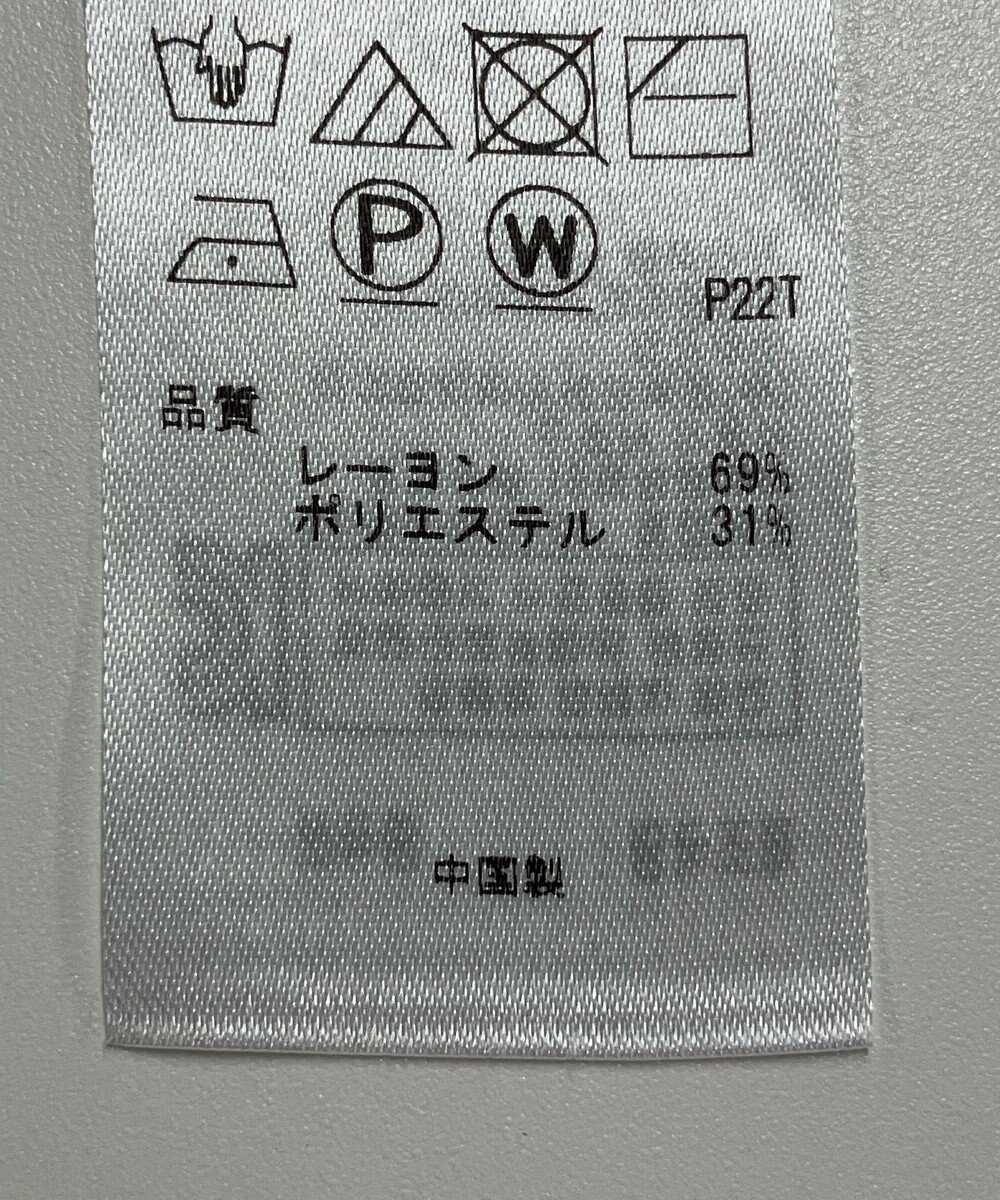 P W
P22T
品質
レーヨン 69%
ポリエステル 31%
中国製